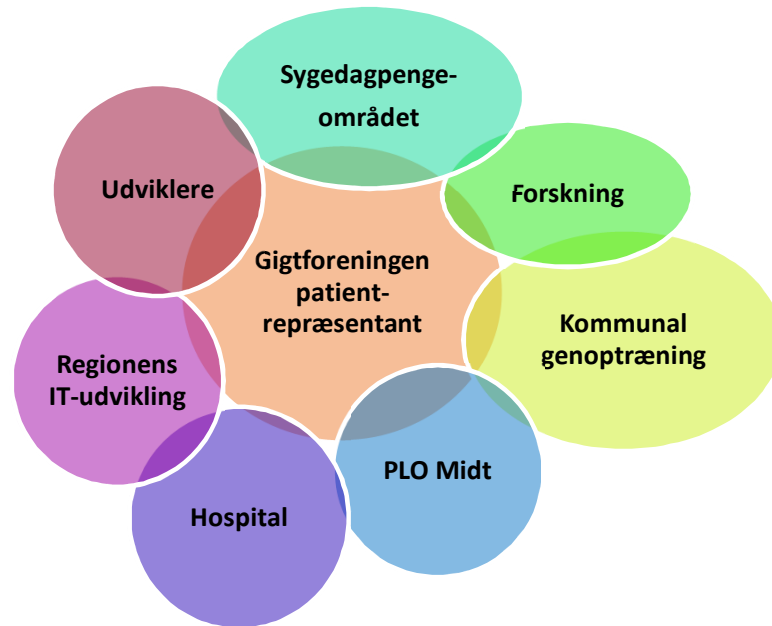 Sygedagpenge-
området
Udviklere
Forskning
Gigtforeningen
patient-
repræsentant
Kommunal
genoptræning
Regionens
IT-udvikling
PLO Midt
Hospital